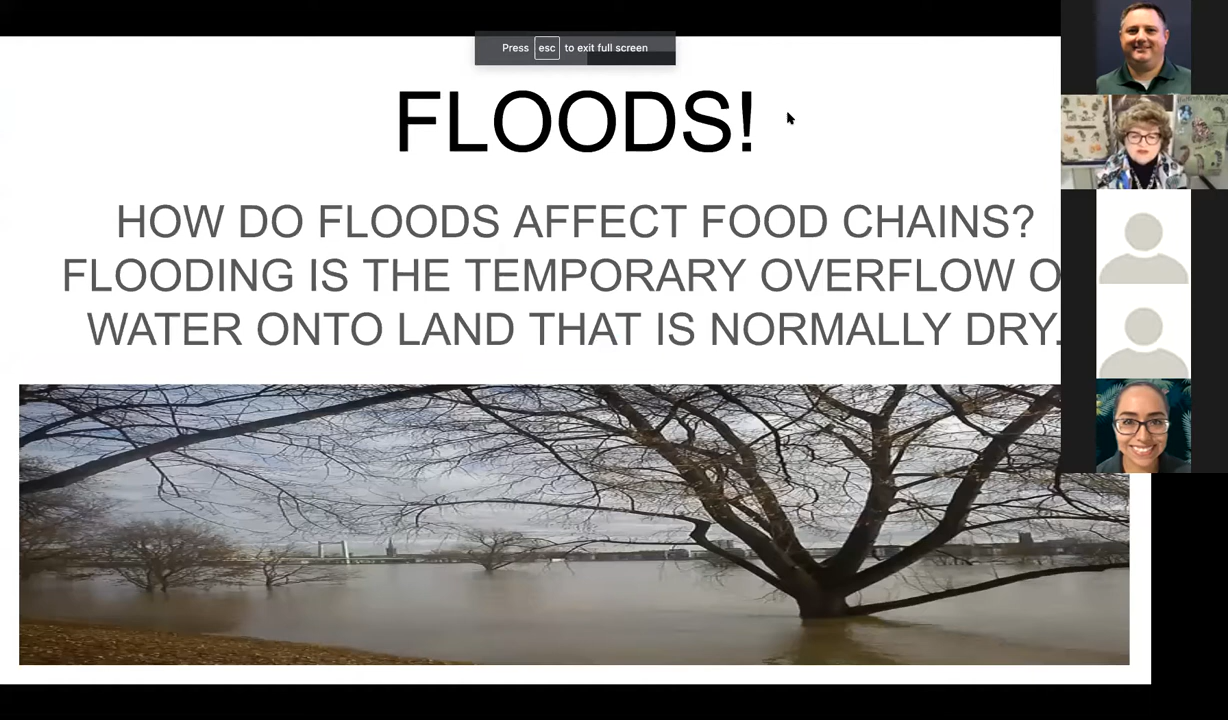 Press esc to exit full screen
FLOODS!
HOW DO FLOODS AFFECT FOOD CHAINS?
FLOODING IS THE TEMPORARY OVERFLOW O
WATER ONTO LAND THAT IS NORMALLY DRY.